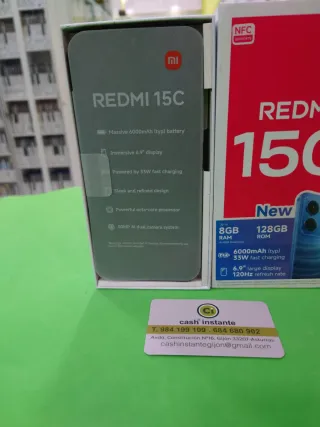 mi
REDMI 15C
Massive 6000mAh (typ) battery
Immersive 6.9" display
Powered by 33W fast charging
Sleek and refined design
Powerful octa-core processor
50MP AI dual camera system
NFC
REDM
15C
New
8GB
RAM
128GB
ROM
6000mAh (typ)
33W fast charging
6.9" large display
120Hz refresh rate
C$
cash instante
T. 984 199 199 - 684 686 962
cashinstantegijon@gmail.com